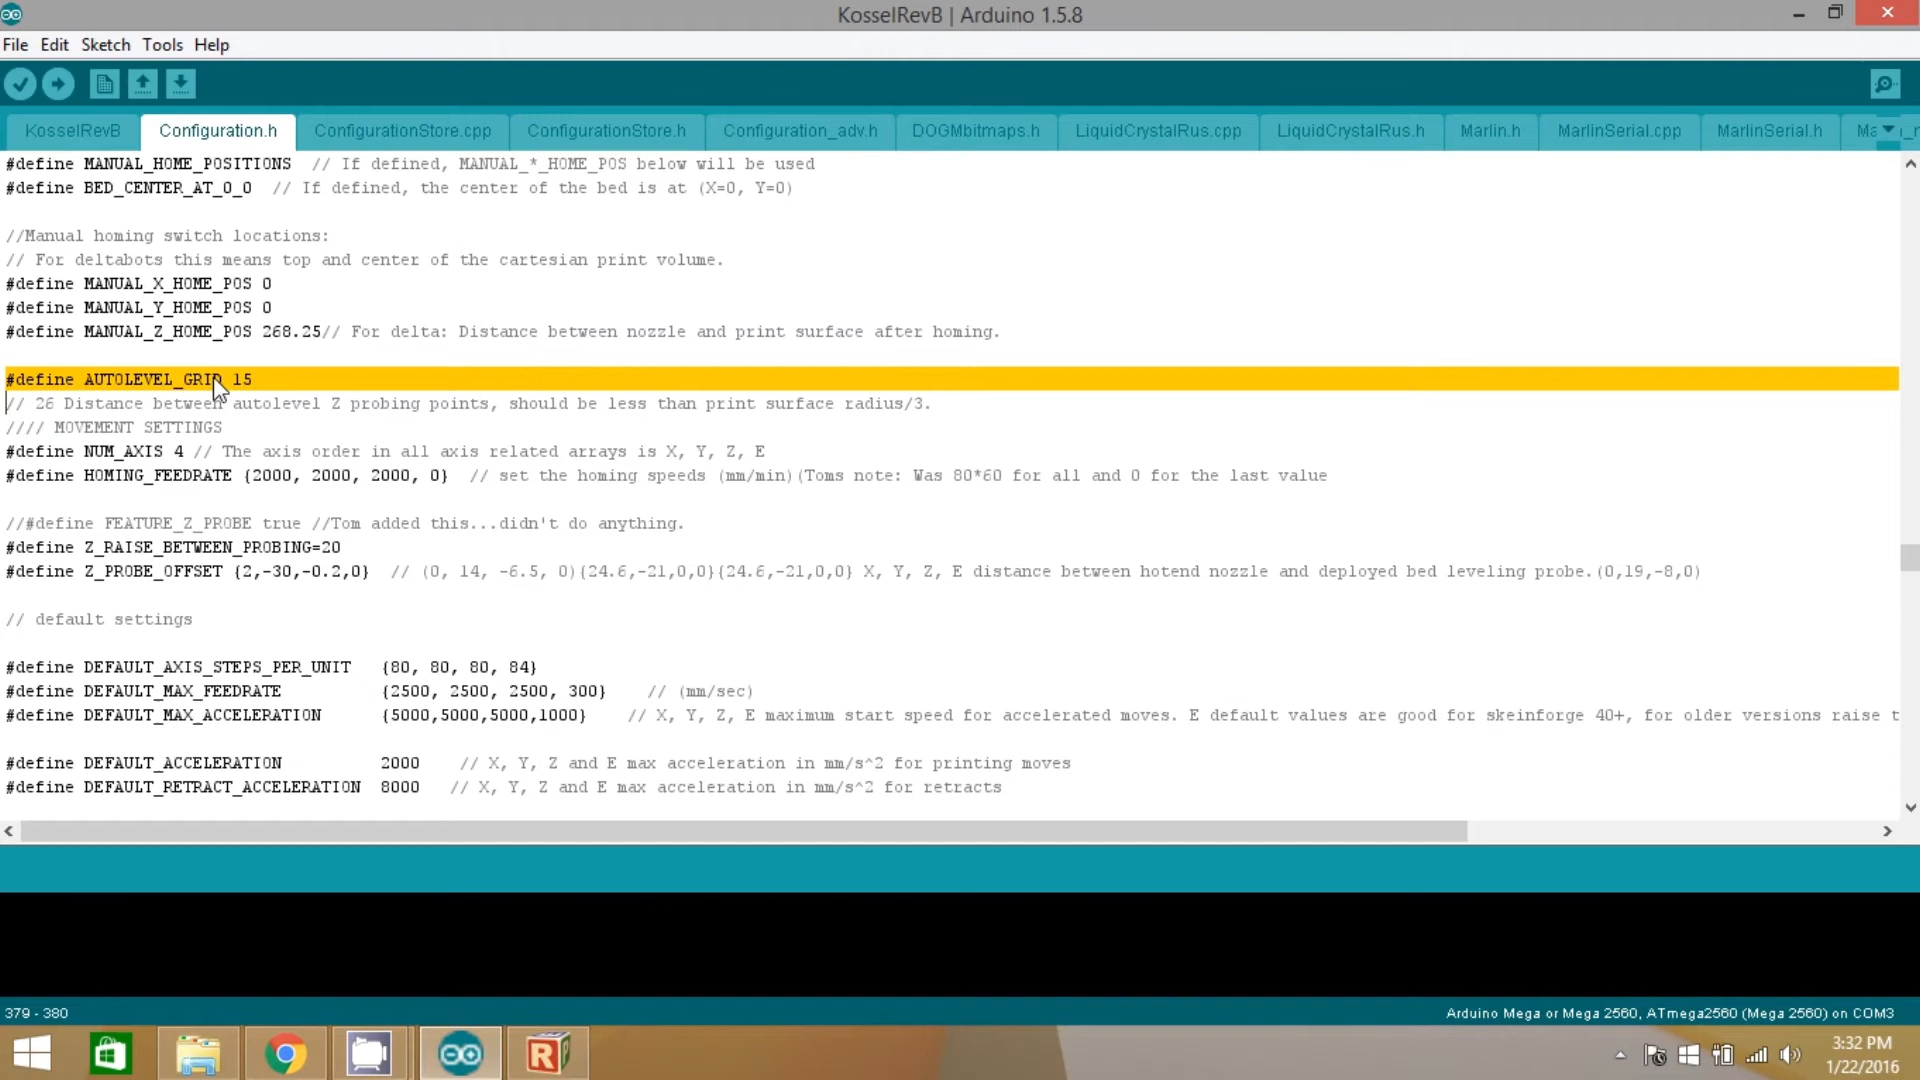 KosselRevB | Arduino 1.5.8
File Edit Sketch Tools Help
KosselRevB Configuration.h ConfigurationStore.cpp ConfigurationStore.h Configuration_adv.h DOGMbitmaps.h LiquidCrystalRus.cpp LiquidCrystalRus.h Marlin.h MarlinSerial.cpp MarlinSerial.h
#define MANUAL_HOME_POSITIONS // If defined, MANUAL_*_HOME_POS below will be used
#define BED_CENTER_AT_0_0 // If defined, the center of the bed is at (X=0, Y=0)
//Manual homing switch locations:
// For deltabots this means top and center of the cartesian print volume.
#define MANUAL_X_HOME_POS 0
#define MANUAL_Y_HOME_POS 0
#define MANUAL_Z_HOME_POS 268.25// For delta: Distance between nozzle and print surface after homing.
#define AUTOLEVEL_GRID 15
// 26 Distance between autolevel Z probing points, should be less than print surface radius/3.
//// MOVEMENT SETTINGS
#define NUM_AXIS 4 // The axis order in all axis related arrays is X, Y, Z, E
#define HOMING_FEEDRATE {2000, 2000, 2000, 0} // set the homing speeds (mm/min)(Toms note: Was 80*60 for all and 0 for the last value
//#define FEATURE_Z_PROBE true //Tom added this...didn't do anything.
#define Z_RAISE_BETWEEN_PROBING=20
#define Z_PROBE_OFFSET {2,-30,-0.2,0} // (0, 14, -6.5, 0){24.6,-21,0,0}{24.6,-21,0,0} X, Y, Z, E distance between hotend nozzle and deployed bed leveling probe.(0,19,-8,0)
// default settings
#define DEFAULT_AXIS_STEPS_PER_UNIT {80, 80, 80, 84}
#define DEFAULT_MAX_FEEDRATE {2500, 2500, 2500, 300} // (mm/sec)
#define DEFAULT_MAX_ACCELERATION {5000,5000,5000,1000} // X, Y, Z, E maximum start speed for accelerated moves. E default values are good for skeinforge 40+, for older versions raise t
#define DEFAULT_ACCELERATION 2000 // X, Y, Z and E max acceleration in mm/s^2 for printing moves
#define DEFAULT_RETRACT_ACCELERATION 8000 // X, Y, Z and E max acceleration in mm/s^2 for retracts
379 - 380
Arduino Mega or Mega 2560, ATmega2560 (Mega 2560) on COM3
3:32 PM
1/22/2016